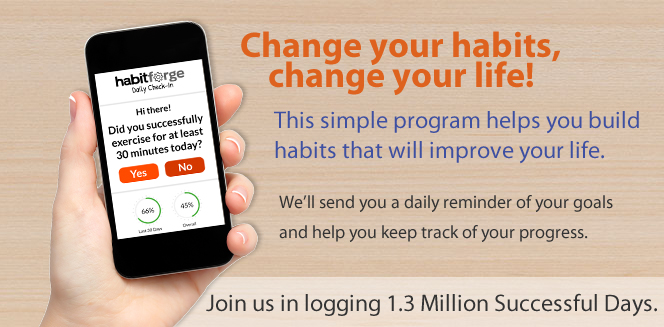 Change your habits,
change your life!
This simple program helps you build
habits that will improve your life.
We'll send you a daily reminder of your goals
and help you keep track of your progress.
Join us in logging 1.3 Million Successful Days.
habitforge
Daily Check-In
Hi there!
Did you successfully
exercise for at least
30 minutes today?
Yes No
66% 45%
Last 30 Days Overall